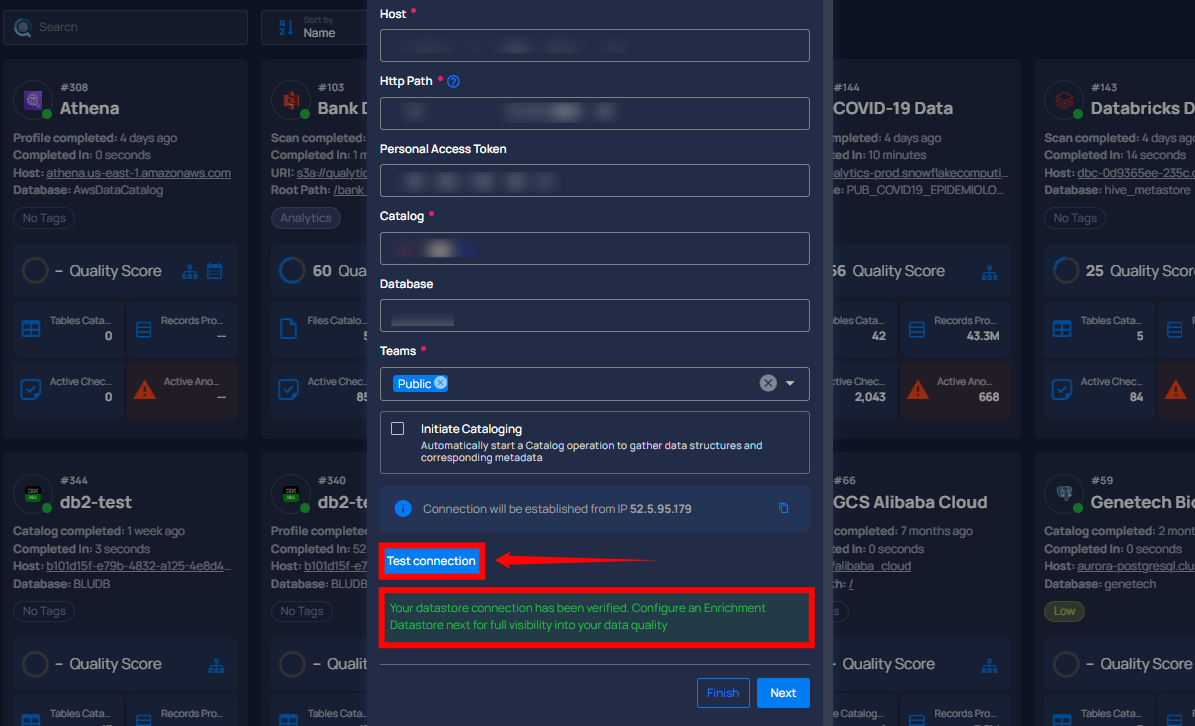 Search
Sort by
Name
#308
Athena
Profile completed: 4 days ago
Completed In: 0 seconds
Host: athena.us-east-1.amazonaws.com
Database: AwsDataCatalog
No Tags
– Quality Score
Tables Cata...
0
Records Pro...
--
Active Chec...
0
Active Ano...
--
#103
Bank D
Scan completed:
Completed In: 1 m
URI: s3a://qualytic
Root Path: /bank_
Analytics
60 Qua
Files Catalo...
5
Active Chec...
85
Host *
Http Path *
Personal Access Token
Catalog *
Database
Teams *
Public
Initiate Cataloging
Automatically start a Catalog operation to gather data structures and
corresponding metadata
Connection will be established from IP 52.5.95.179
Test connection
Your datastore connection has been verified. Configure an Enrichment
Datastore next for full visibility into your data quality
Finish
Next
#144
COVID-19 Data
mpleted: 4 days ago
ed In: 10 minutes
alytics-prod.snowflakecomputi...
e: PUB_COVID19_EPIDEMIOLO...
56 Quality Score
bles Cata...
42
Records Pro...
43.3M
tive Chec...
2,043
Active Ano...
668
#143
Databricks D
Scan completed: 4 days ago
Completed In: 14 seconds
Host: dbc-0d9365ee-235c.c
Database: hive_metastore
No Tags
25 Quality Score
Tables Cata...
5
Active Chec...
84
#344
db2-test
Catalog completed: 1 week ago
Completed In: 3 seconds
Host: b101d15f-e79b-4832-a125-4e8d4...
Database: BLUDB
No Tags
– Quality Score
Tables Cata...
Records Pro...
#340
db2-te
Profile completed
Completed In: 52
Host: b101d15f-e7
Database: BLUDB
No Tags
– Qualit
Tables Cata...
#66
GCS Alibaba Cloud
completed: 7 months ago
ed In: 0 seconds
/alibaba_cloud
th: /
s
– Quality Score
Catalog...
Records Pro...
#59
Genetech Bio
Catalog completed: 2 mont
Completed In: 0 seconds
Host: aurora-postgresql.clu
Database: genetech
Low
– Quality Score
Tables Cata...